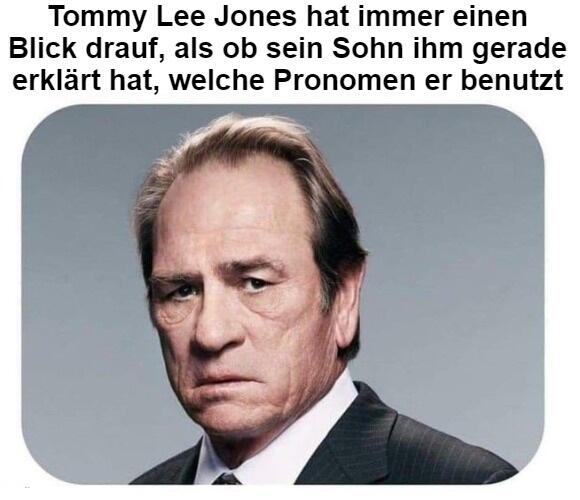 Tommy Lee Jones hat immer einen
Blick drauf, als ob sein Sohn ihm gerade
erklärt hat, welche Pronomen er benutzt